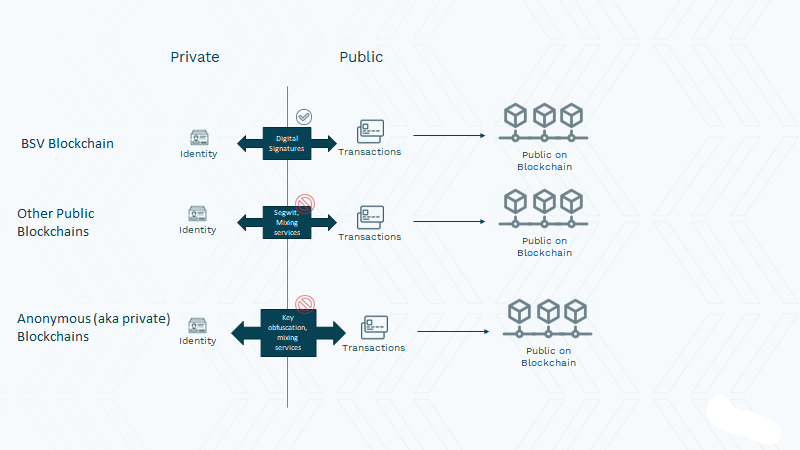 Private
Public
BSV Blockchain
Identity
Digital
Signatures
Transactions
Public on
Blockchain
Other Public
Blockchains
Identity
Segwit,
Mixing
services
Transactions
Public on
Blockchain
Anonymous (aka private)
Blockchains
Identity
Key
obfuscation,
mixing
services
Transactions
Public on
Blockchain